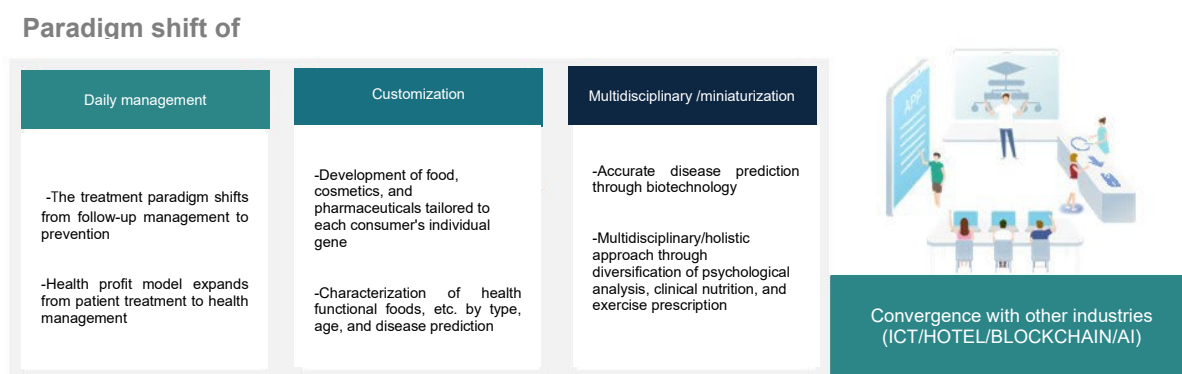 Paradigm shift of
Daily management
-The treatment paradigm shifts
from follow-up management to
prevention
-Health profit model expands
from patient treatment to health
management
Customization
-Development of food,
cosmetics, and
pharmaceuticals tailored to
each consumer's individual
gene
-Characterization of health
functional foods, etc. by type,
age, and disease prediction
Multidisciplinary /miniaturization
-Accurate disease prediction
through biotechnology
-Multidisciplinary/holistic
approach through
diversification of psychological
analysis, clinical nutrition, and
exercise prescription
APP
Convergence with other industries
(ICT/HOTEL/BLOCKCHAIN/AI)